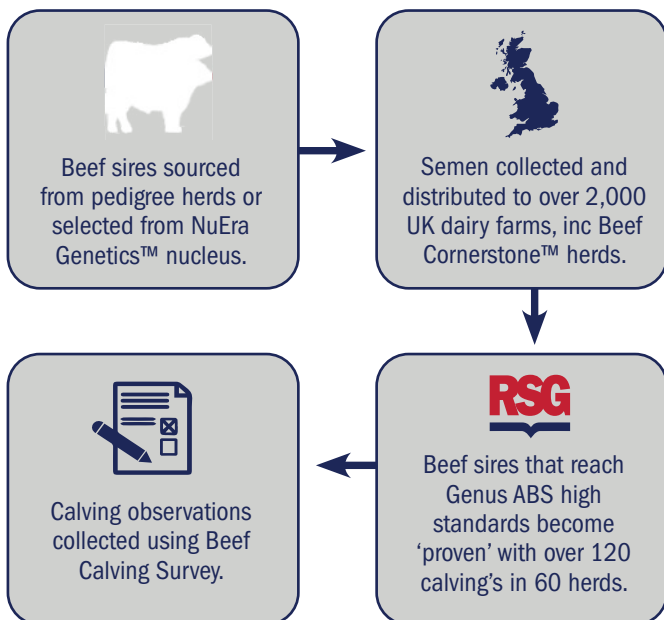 Beef sires sourced
from pedigree herds or
selected from NuEra
Genetics™ nucleus.
Semen collected and
distributed to over 2,000
UK dairy farms, inc Beef
Cornerstone™ herds.
RSG
Beef sires that reach
Genus ABS high
standards become
‘proven’ with over 120
calving's in 60 herds.
Calving observations
collected using Beef
Calving Survey.